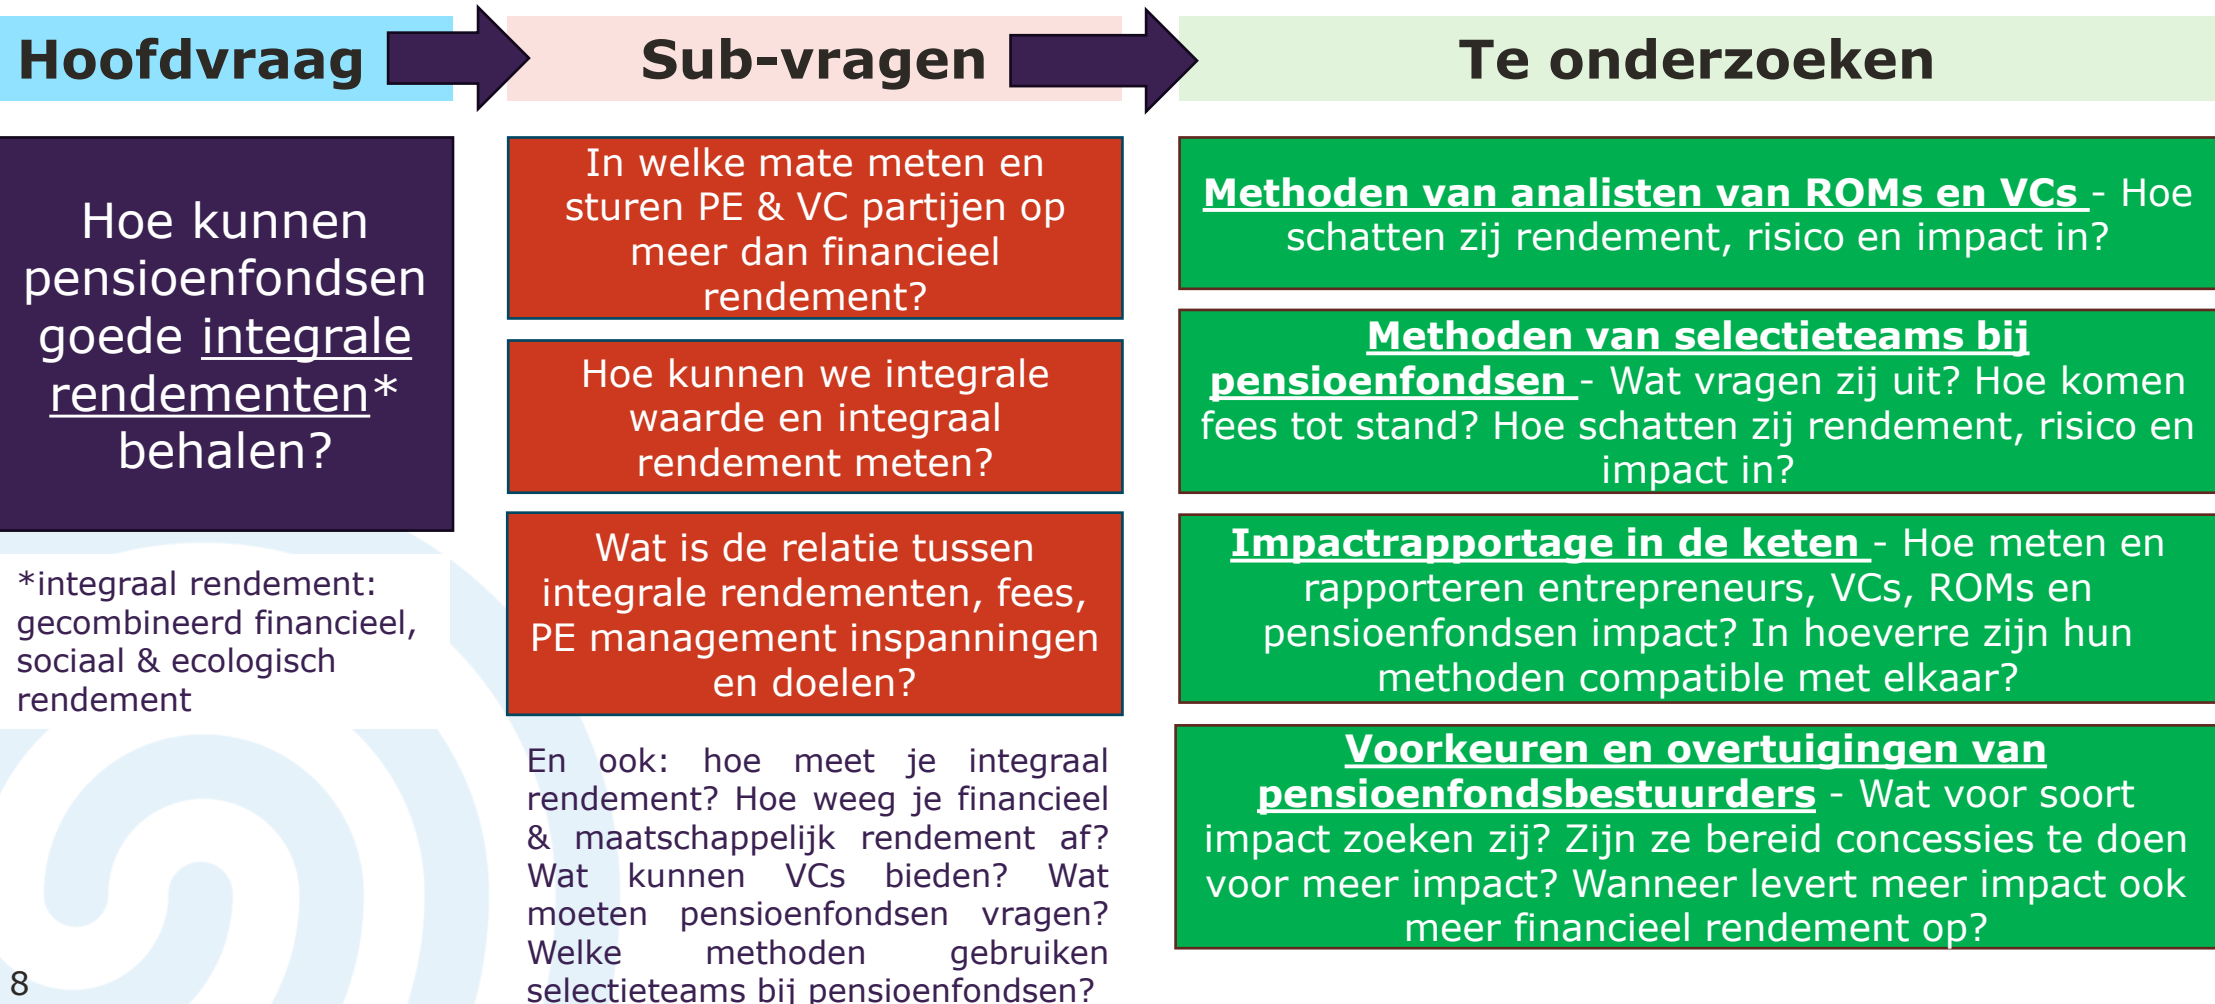 Hoofdvraag
Sub-vragen
Te onderzoeken
Hoe kunnen
pensioenfondsen
goede integrale
rendementen*
behalen?
*integraal rendement:
gecombineerd financieel,
sociaal & ecologisch
rendement
In welke mate meten en
sturen PE & VC partijen op
meer dan financieel
rendement?
Hoe kunnen we integrale
waarde en integraal
rendement meten?
Wat is de relatie tussen
integrale rendementen, fees,
PE management inspanningen
en doelen?
En ook: hoe meet je integraal
rendement? Hoe weeg je financieel
& maatschappelijk rendement af?
Wat kunnen VCs bieden? Wat
moeten pensioenfondsen vragen?
Welke methoden gebruiken
selectieteams bij pensioenfondsen?
Methoden van analisten van ROMs en VCs - Hoe
schatten zij rendement, risico en impact in?
Methoden van selectieteams bij
pensioenfondsen - Wat vragen zij uit? Hoe komen
fees tot stand? Hoe schatten zij rendement, risico en
impact in?
Impactrapportage in de keten - Hoe meten en
rapporteren entrepreneurs, VCs, ROMs en
pensioenfondsen impact? In hoeverre zijn hun
methoden compatible met elkaar?
Voorkeuren en overtuigingen van
pensioenfondsbestuurders - Wat voor soort
impact zoeken zij? Zijn ze bereid concessies te doen
voor meer impact? Wanneer levert meer impact ook
meer financieel rendement op?
8